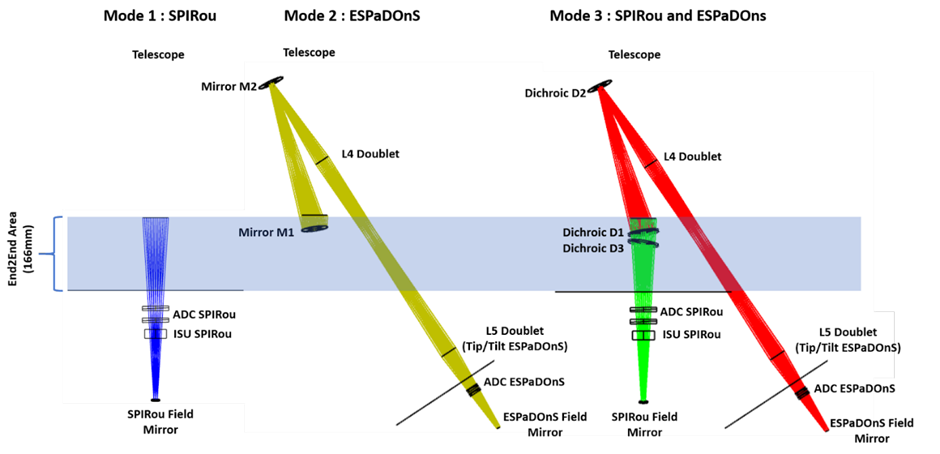 Mode 1 : SPIRou
Mode 2 : ESPaDOnS
Mode 3 : SPIRou and ESPaDOns
Telescope
Telescope
Telescope
Mirror M2
Dichroic D2
L4 Doublet
L4 Doublet
End2End Area
(166mm)
Mirror M1
Dichroic D1
Dichroic D3
ADC SPIRou
ISU SPIRou
ADC SPIRou
ISU SPIRou
L5 Doublet
(Tip/Tilt ESPaDOnS)
L5 Doublet
(Tip/Tilt ESPaDOnS)
ADC ESPaDOnS
ADC ESPaDOnS
SPIRou Field
Mirror
ESPaDOnS Field
Mirror
SPIRou Field
Mirror
ESPaDOnS Field
Mirror